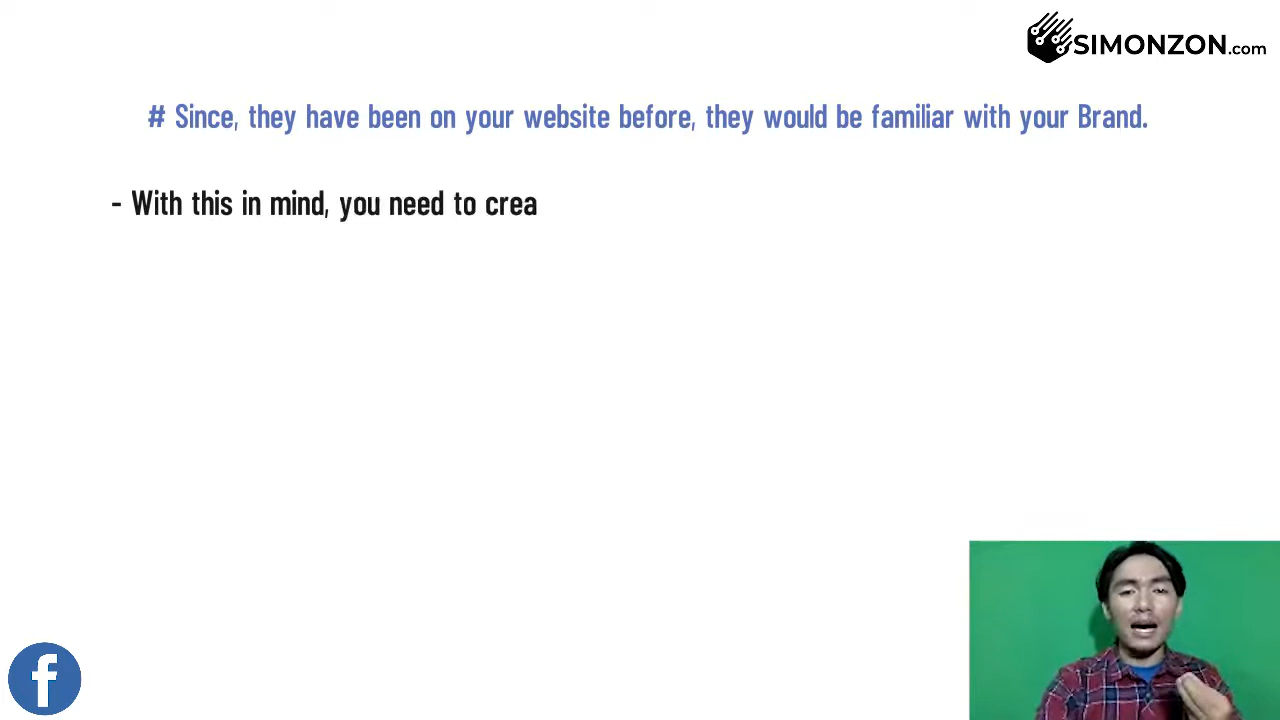 SIMONZON.com
# Since, they have been on your website before, they would be familiar with your Brand.
- With this in mind, you need to crea
f